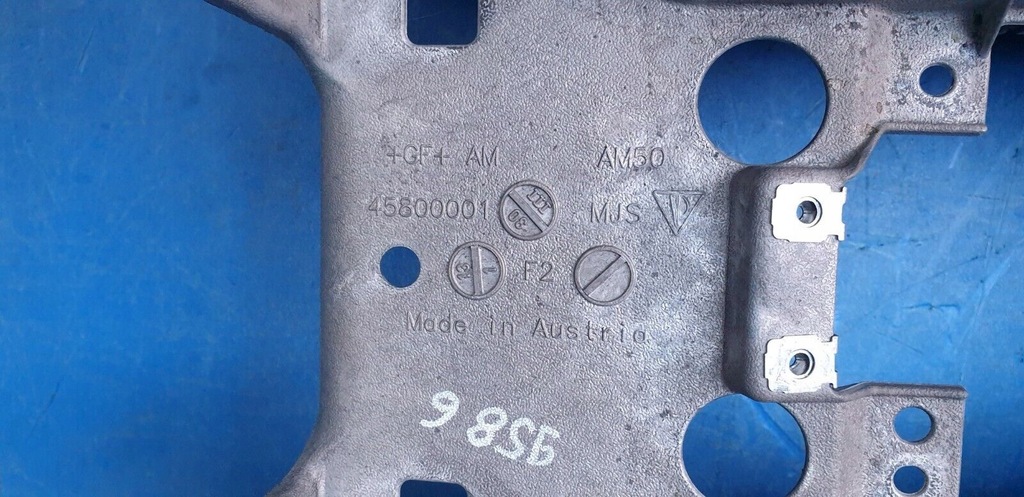 +GF+ AM AM50
45800001 MJS
F2
Made in Austria
958 6